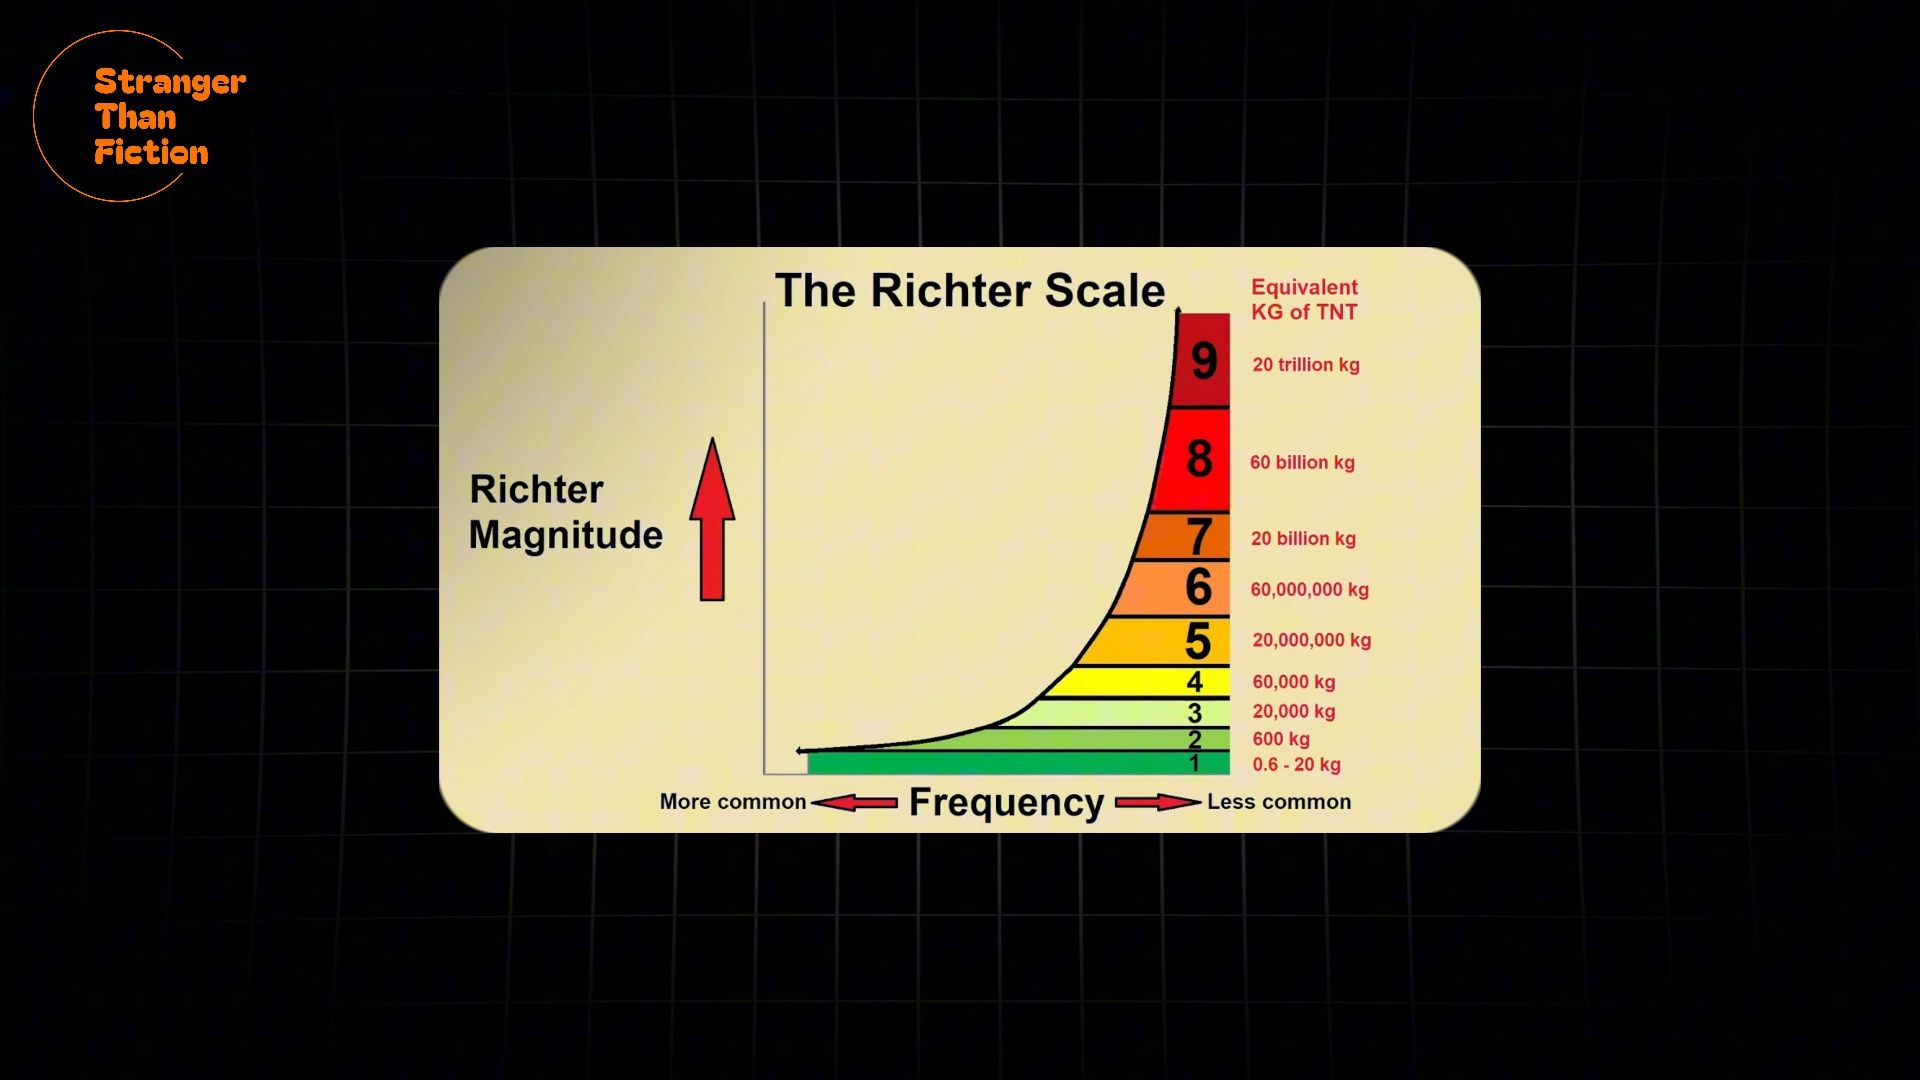 Stranger
Than
Fiction
The Richter Scale
Equivalent
KG of TNT
9 20 trillion kg
8 60 billion kg
Richter
Magnitude
7 20 billion kg
6 60,000,000 kg
5 20,000,000 kg
4 60,000 kg
3 20,000 kg
2 600 kg
1 0.6 - 20 kg
More common Frequency Less common